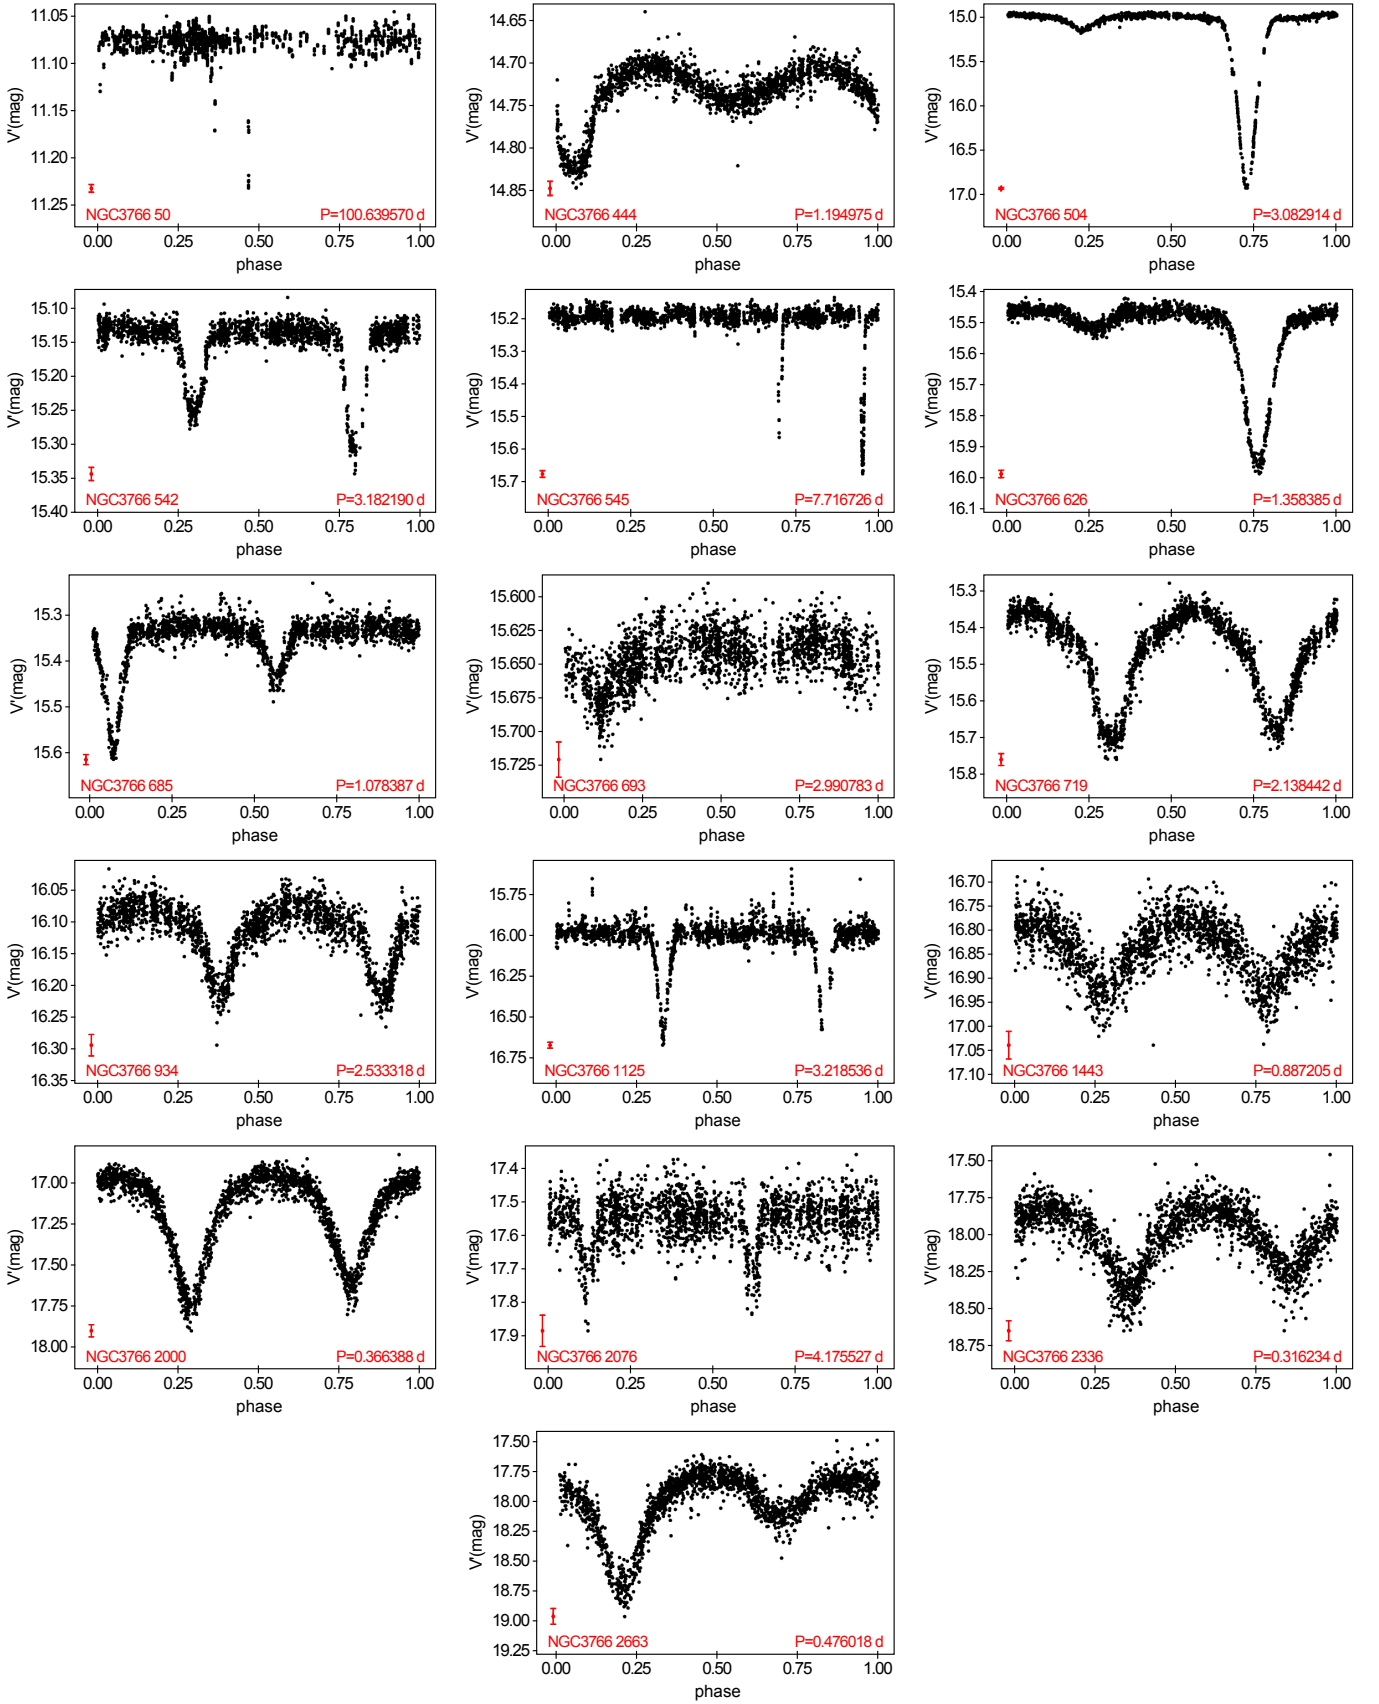 11.05
11.10
11.15
11.20
11.25
V'(mag)
NGC3766 50 P=100.639570 d
0.00 0.25 0.50 0.75 1.00
phase
14.65
14.70
14.75
14.80
14.85
V'(mag)
NGC3766 444 P=1.194975 d
0.00 0.25 0.50 0.75 1.00
phase
15.0
15.5
16.0
16.5
17.0
V'(mag)
NGC3766 504 P=3.082914 d
0.00 0.25 0.50 0.75 1.00
phase
15.10
15.15
15.20
15.25
15.30
15.35
15.40
V'(mag)
NGC3766 542 P=3.182190 d
0.00 0.25 0.50 0.75 1.00
phase
15.2
15.3
15.4
15.5
15.6
15.7
V'(mag)
NGC3766 545 P=7.716726 d
0.00 0.25 0.50 0.75 1.00
phase
15.4
15.5
15.6
15.7
15.8
15.9
16.0
16.1
V'(mag)
NGC3766 626 P=1.358385 d
0.00 0.25 0.50 0.75 1.00
phase
15.3
15.4
15.5
15.6
V'(mag)
NGC3766 685 P=1.078387 d
0.00 0.25 0.50 0.75 1.00
phase
15.600
15.625
15.650
15.675
15.700
15.725
V'(mag)
NGC3766 693 P=2.990783 d
0.00 0.25 0.50 0.75 1.00
phase
15.3
15.4
15.5
15.6
15.7
15.8
V'(mag)
NGC3766 719 P=2.138442 d
0.00 0.25 0.50 0.75 1.00
phase
16.05
16.10
16.15
16.20
16.25
16.30
16.35
V'(mag)
NGC3766 934 P=2.533318 d
0.00 0.25 0.50 0.75 1.00
phase
15.75
16.00
16.25
16.50
16.75
V'(mag)
NGC3766 1125 P=3.218536 d
0.00 0.25 0.50 0.75 1.00
phase
16.70
16.75
16.80
16.85
16.90
16.95
17.00
17.05
17.10
V'(mag)
NGC3766 1443 P=0.887205 d
0.00 0.25 0.50 0.75 1.00
phase
17.00
17.25
17.50
17.75
18.00
V'(mag)
NGC3766 2000 P=0.366388 d
0.00 0.25 0.50 0.75 1.00
phase
17.4
17.5
17.6
17.7
17.8
17.9
V'(mag)
NGC3766 2076 P=4.175527 d
0.00 0.25 0.50 0.75 1.00
phase
17.50
17.75
18.00
18.25
18.50
18.75
V'(mag)
NGC3766 2336 P=0.316234 d
0.00 0.25 0.50 0.75 1.00
phase
17.50
17.75
18.00
18.25
18.50
18.75
19.00
19.25
V'(mag)
NGC3766 2663 P=0.476018 d
0.00 0.25 0.50 0.75 1.00
phase